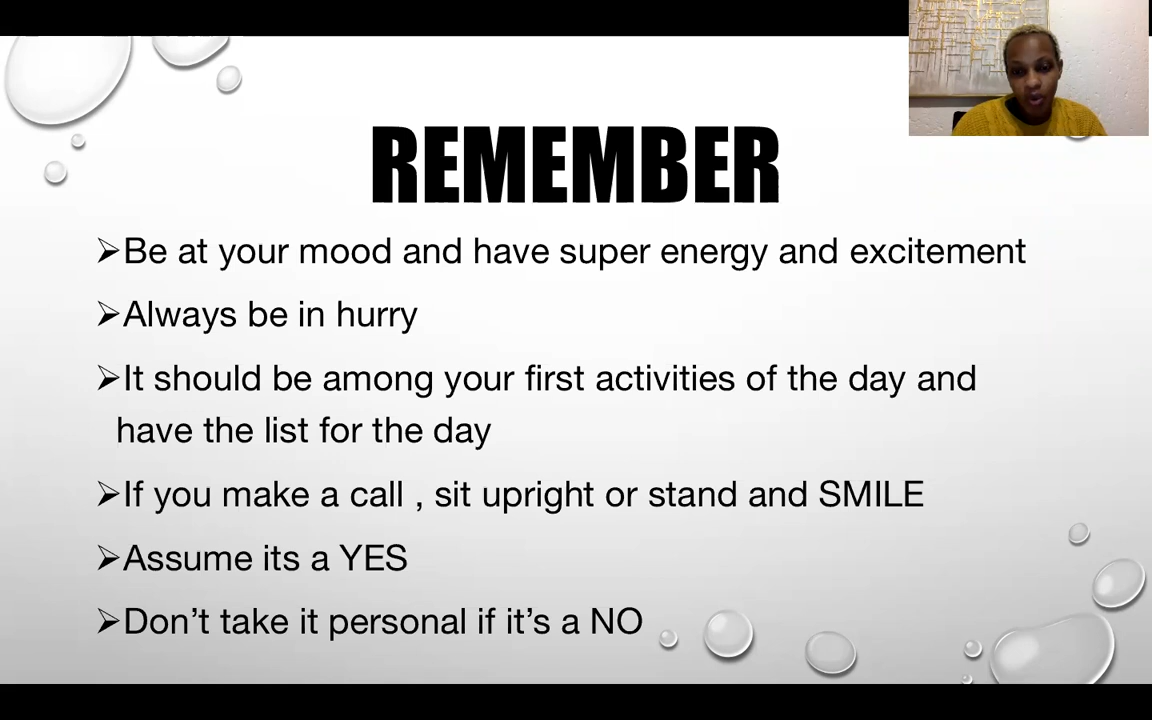 REMEMBER
➢Be at your mood and have super energy and excitement
➢Always be in hurry
➢It should be among your first activities of the day and
have the list for the day
➢If you make a call , sit upright or stand and SMILE
➢Assume its a YES
➢Don’t take it personal if it’s a NO